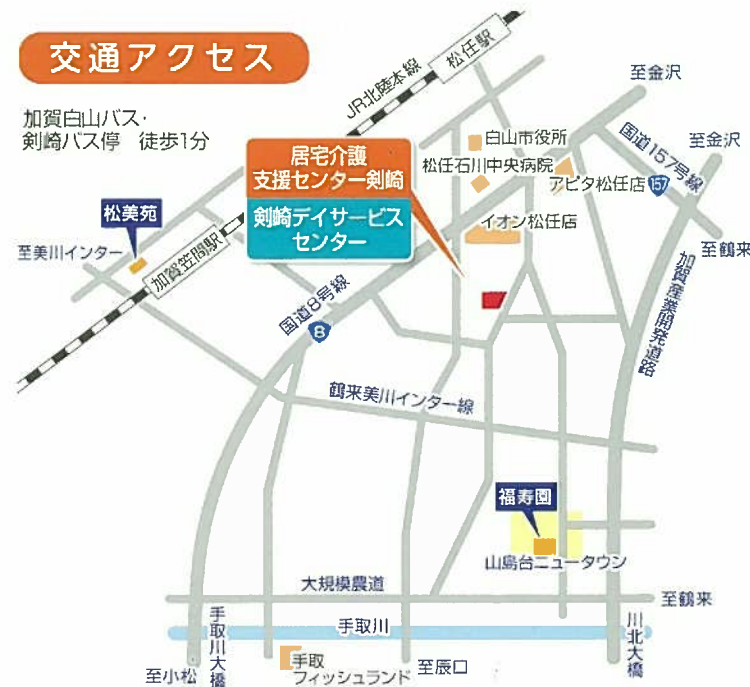 交通アクセス
加賀白山バス・
剣崎バス停　徒歩1分
JR北陸本線
松任駅
至金沢
国道157号線
157
至金沢
白山市役所
松任石川中央病院
アピタ松任店
居宅介護
支援センター剣崎
剣崎デイサービス
センター
イオン松任店
至鶴来
松美苑
至美川インター
加賀笠間駅
国道8号線
8
加賀産業開発道路
鶴来美川インター線
福寿園
山島台ニュータウン
大規模農道
至鶴来
手取川
手取川大橋
川北大橋
至小松
手取
フィッシュランド
至辰口